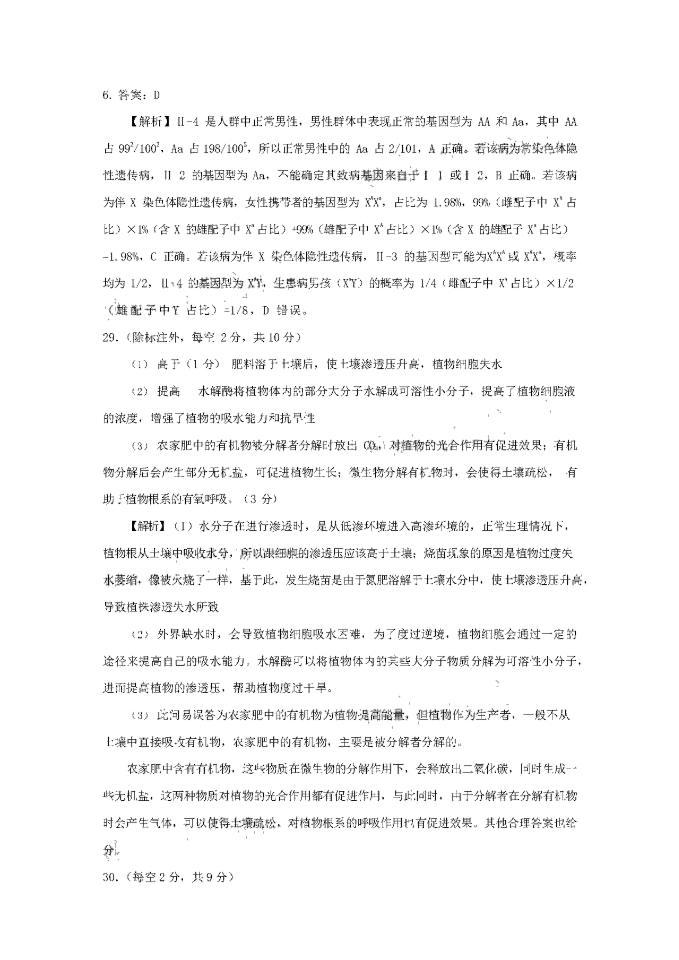 6. 答案：D
【解析】Ⅱ-4 是人群中正常男性，男性群体中表现正常的基因型为 AA 和 Aa，其中 AA
占 99²/100²，Aa 占 198/100²，所以正常男性中的 Aa 占 2/101，A 正确。若该病为常染色体隐
性遗传病，Ⅱ 2 的基因型为 Aa，不能确定其致病基因来自于 Ⅰ 1 或 Ⅰ 2，B 正确。若该病
为伴 X 染色体隐性遗传病，女性携带者的基因型为 XᴬXᵃ，占比为 1.98%，99%（雌配子中 Xᴬ 占
比）×1%（含 X 的雄配子中 Xᵃ 占比）+99%（雄配子中 Xᴬ 占比）×1%（含 X 的雌配子 Xᵃ 占比）
=1.98%，C 正确。若该病为伴 X 染色体隐性遗传病，Ⅱ-3 的基因型可能为XᴬXᴬ 或 XᴬXᵃ，概率
均为 1/2，Ⅱ-4 的基因型为 XᴬY，生患病男孩（XᵃY）的概率为 1/4（雌配子中 Xᵃ 占比）×1/2
（雄配子中Y 占比）=1/8，D 错误。
29.（除标注外，每空 2 分，共 10 分）
（1） 高于（1 分） 肥料溶于土壤后，使土壤渗透压升高，植物细胞失水
（2） 提高 水解酶将植物体内的部分大分子水解成可溶性小分子，提高了植物细胞液
的浓度，增强了植物的吸水能力和抗旱性
（3） 农家肥中的有机物被分解者分解时放出 CO₂，对植物的光合作用有促进效果；有机
物分解后会产生部分无机盐，可促进植物生长；微生物分解有机物时，会使得土壤疏松， 有
助于植物根系的有氧呼吸。（3 分）
【解析】（1）水分子在进行渗透时，是从低渗环境进入高渗环境的，正常生理情况下，
植物根从土壤中吸收水分，所以根细胞的渗透压应该高于土壤；烧苗现象的原因是植物过度失
水萎缩，像被火烧了一样，基于此，发生烧苗是由于氮肥溶解于土壤水分中，使土壤渗透压升高，
导致植株渗透失水所致
（2） 外界缺水时，会导致植物细胞吸水困难，为了度过逆境，植物细胞会通过一定的
途径来提高自己的吸水能力。水解酶可以将植物体内的某些大分子物质分解为可溶性小分子，
进而提高植物的渗透压，帮助植物度过干旱。
（3） 此问易误答为农家肥中的有机物为植物提高能量，但植物作为生产者，一般不从
土壤中直接吸收有机物，农家肥中的有机物，主要是被分解者分解的。
农家肥中含有有机物，这些物质在微生物的分解作用下，会释放出二氧化碳，同时生成一
些无机盐，这两种物质对植物的光合作用都有促进作用，与此同时，由于分解者在分解有机物
时会产生气体，可以使得土壤疏松，对植物根系的呼吸作用也有促进效果。其他合理答案也给
分。
30.（每空 2 分，共 9 分）